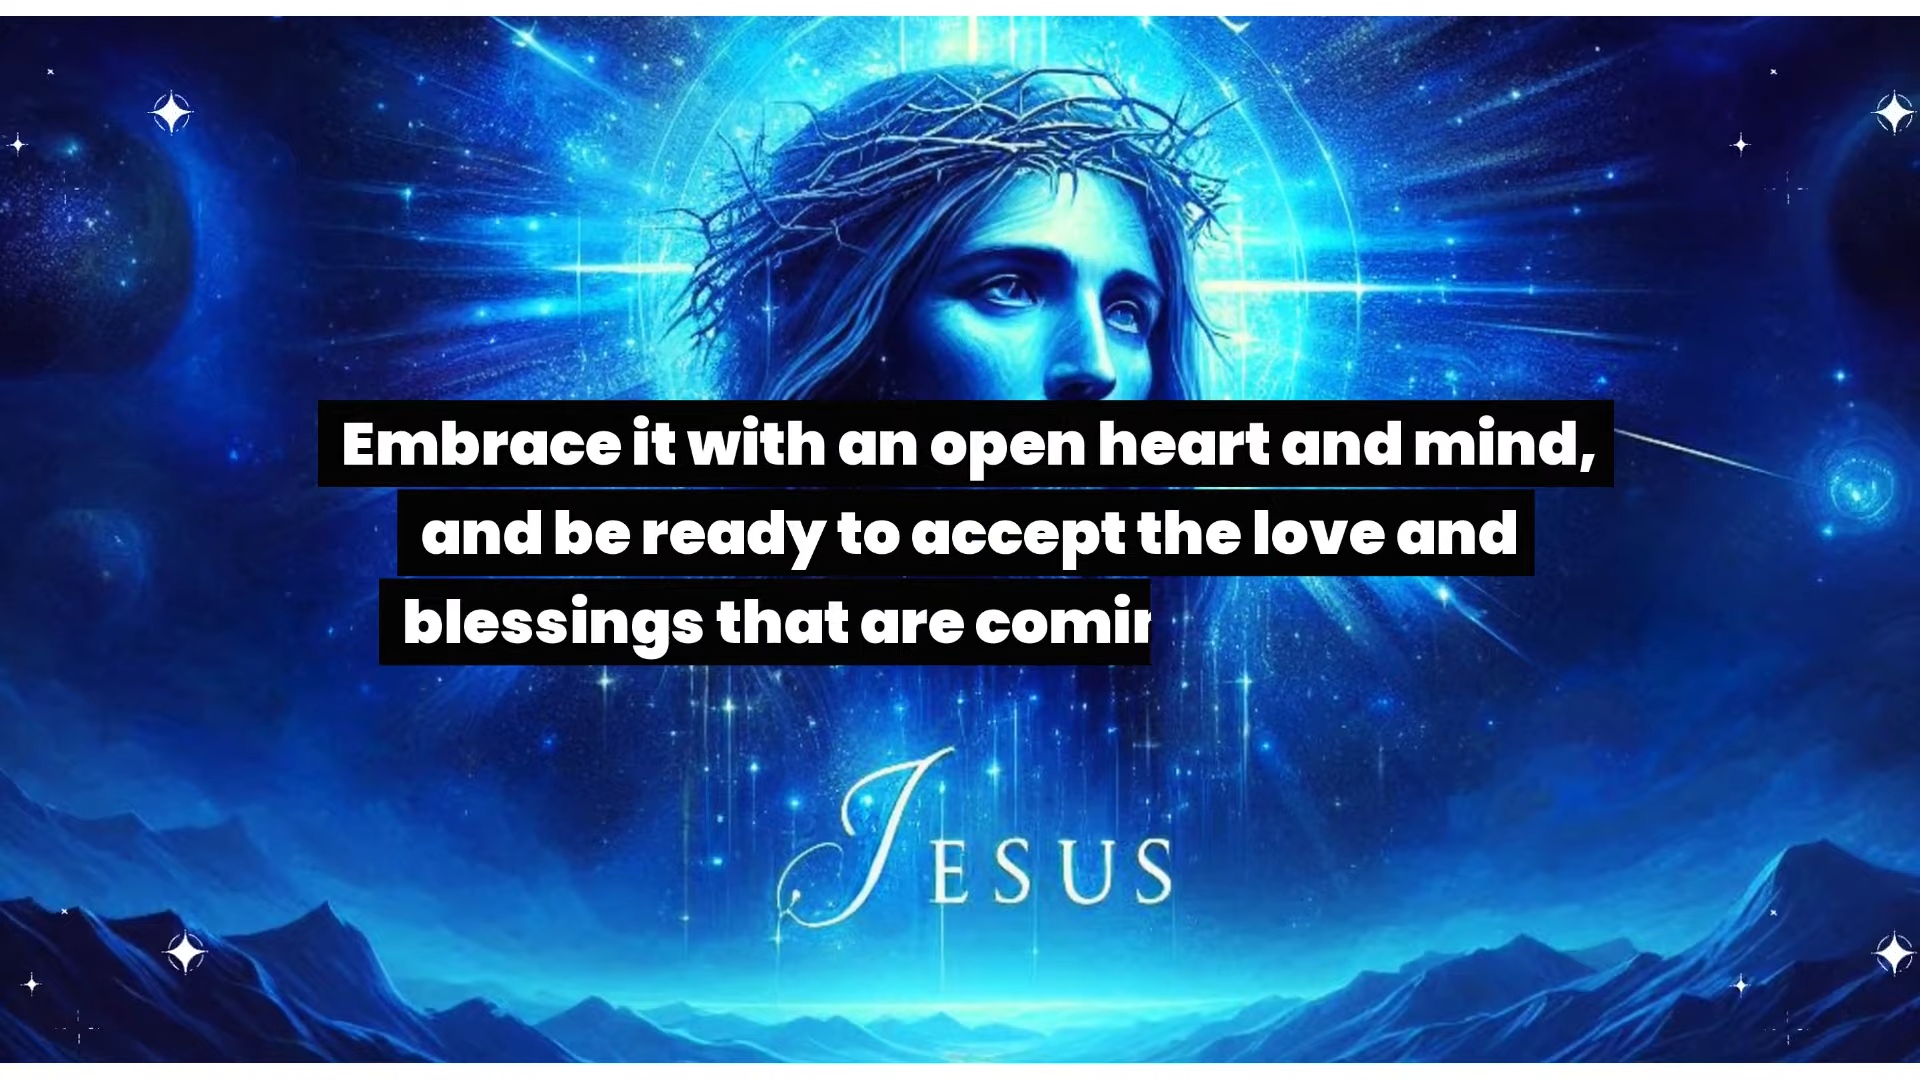 Embrace it with an open heart and mind,
and be ready to accept the love and
blessings that are comin
JESUS